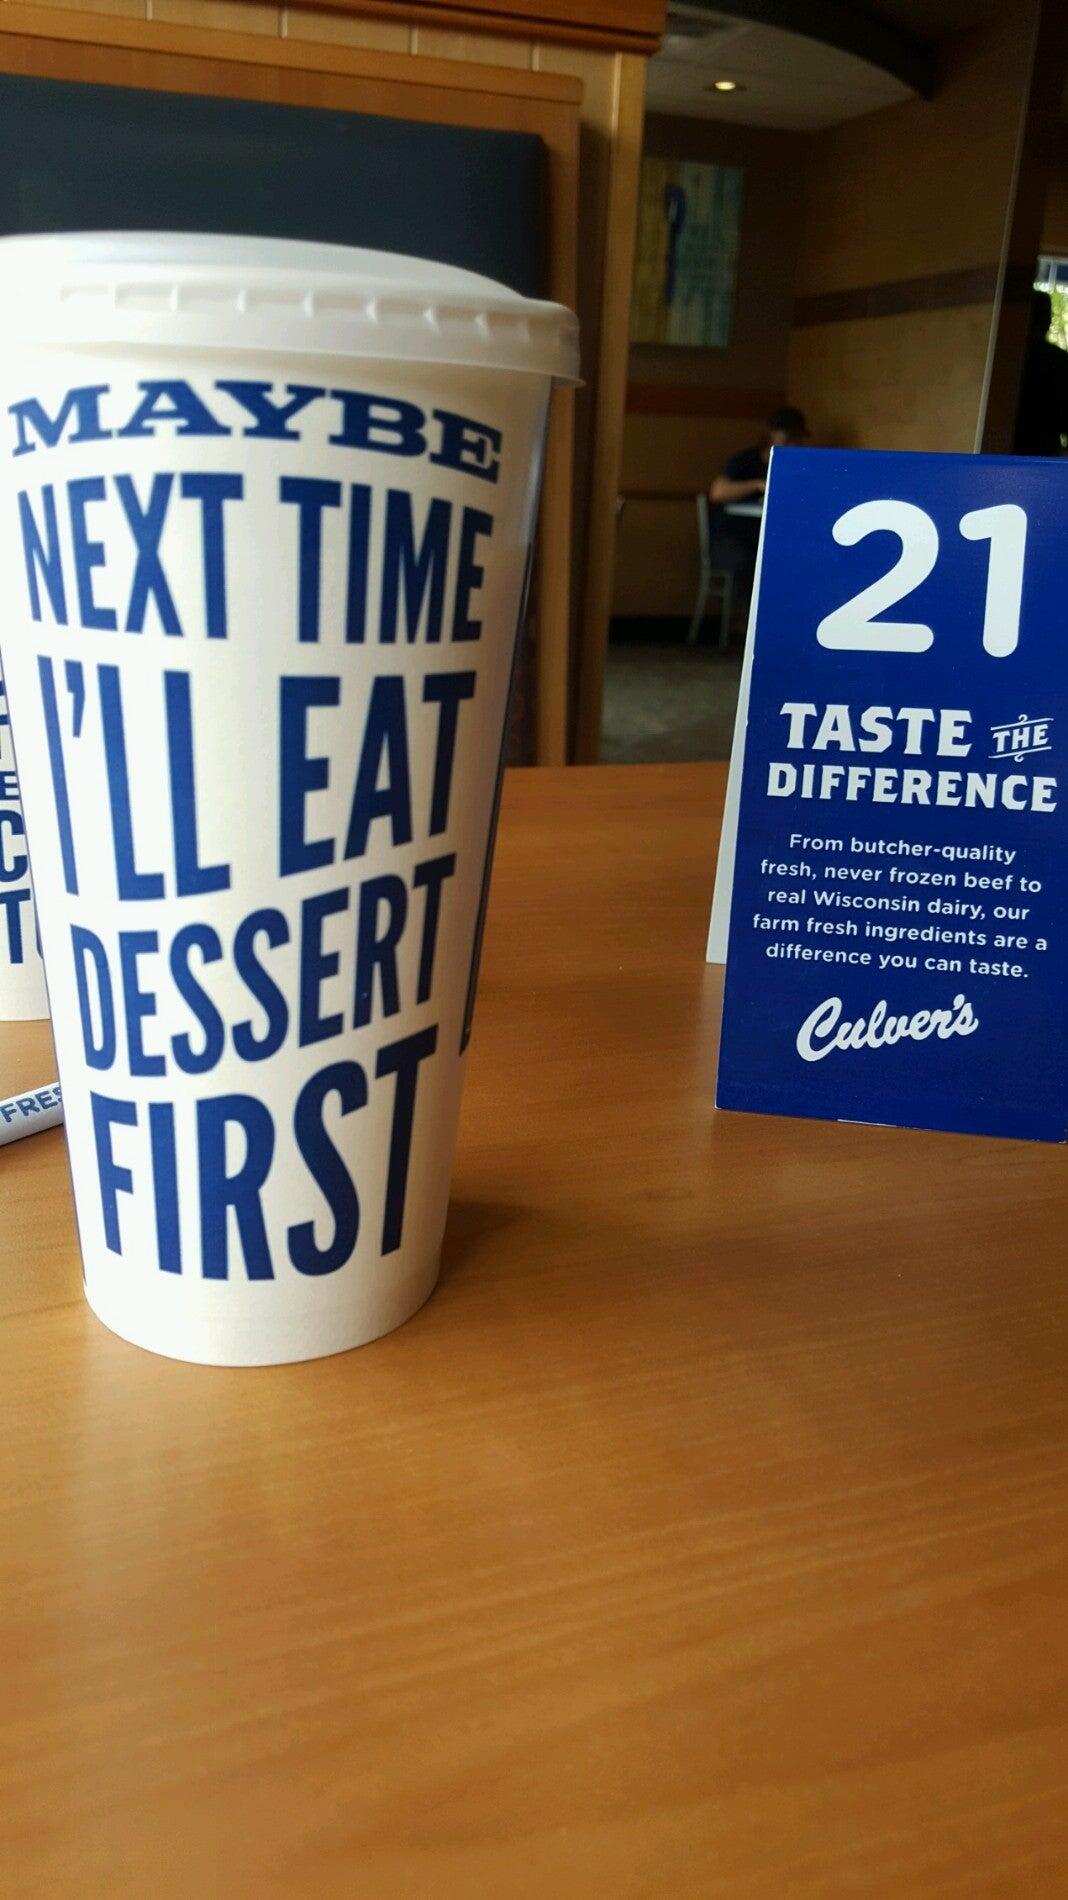 MAYBE
NEXT TIME
I'LL EAT
DESSERT
FIRST
FRES
21
TASTE THE
DIFFERENCE
From butcher-quality
fresh, never frozen beef to
real Wisconsin dairy, our
farm fresh ingredients are a
difference you can taste.
Culver's